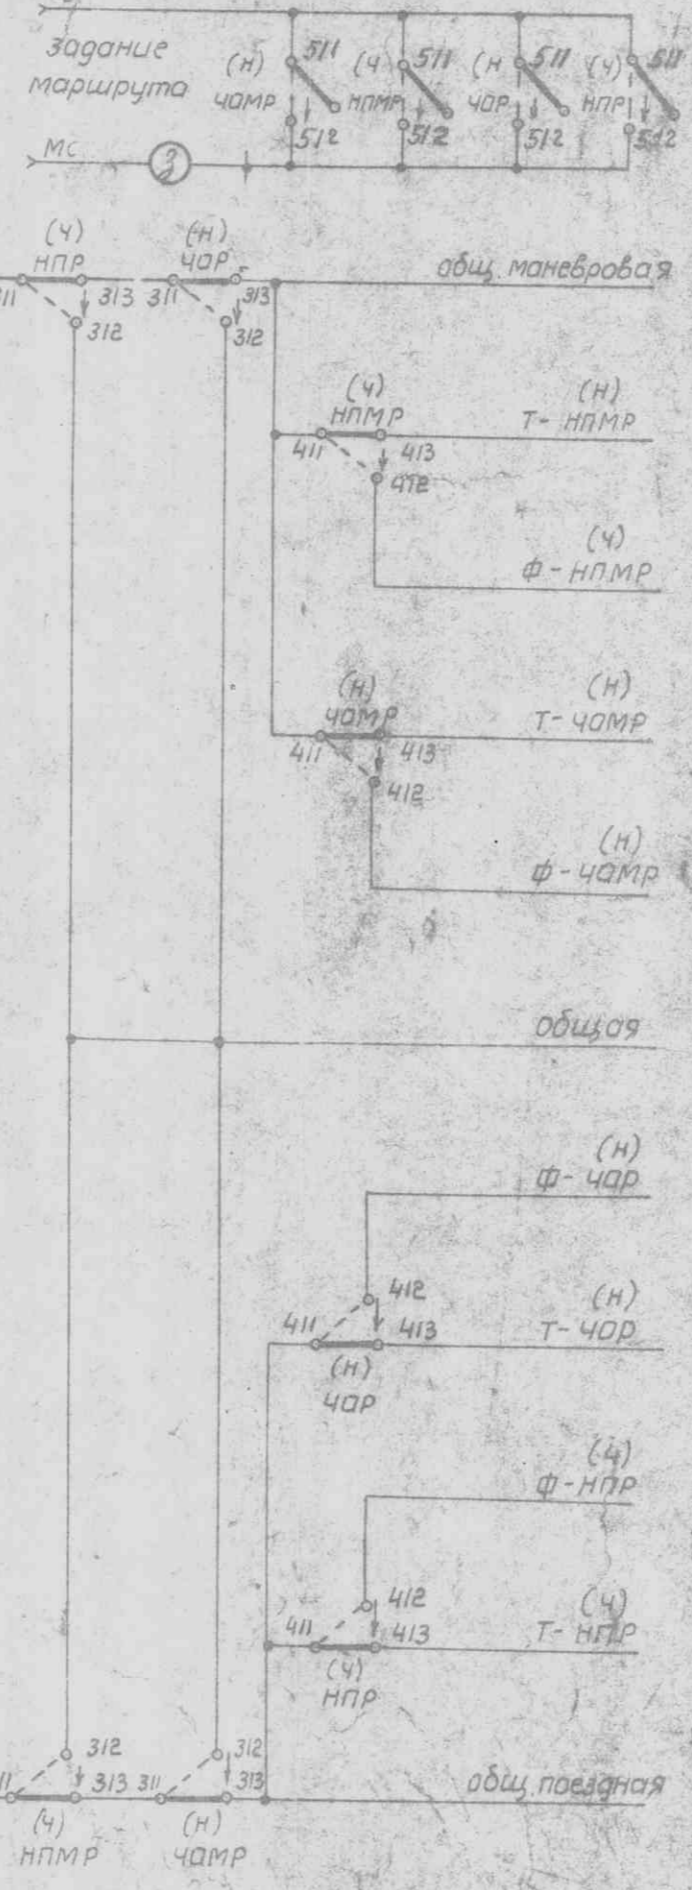 задание
маршрута
(н)
чамр
511
512
(ч)
нпмр
511
512
(н
чар
511
512
(ч)
нпр
511
512
МС
3
(ч)
нпр
313
312
(н)
чар
311
313
312
общ. маневровая
(ч)
нпмр
411
413
412
(н)
Т- нпмр
(ч)
Ф-нпмр
(н)
чамр
411
413
412
(н)
Т-чамр
(н)
Ф-чамр
общая
(н)
Ф-чар
412
411
413
(н)
чар
(н)
Т-чар
(ч)
Ф-нпр
412
411
413
(ч)
нпр
(ч)
Т-нпр
312
313
(ч)
нпмр
312
311
313
(н)
чамр
общ. поездная